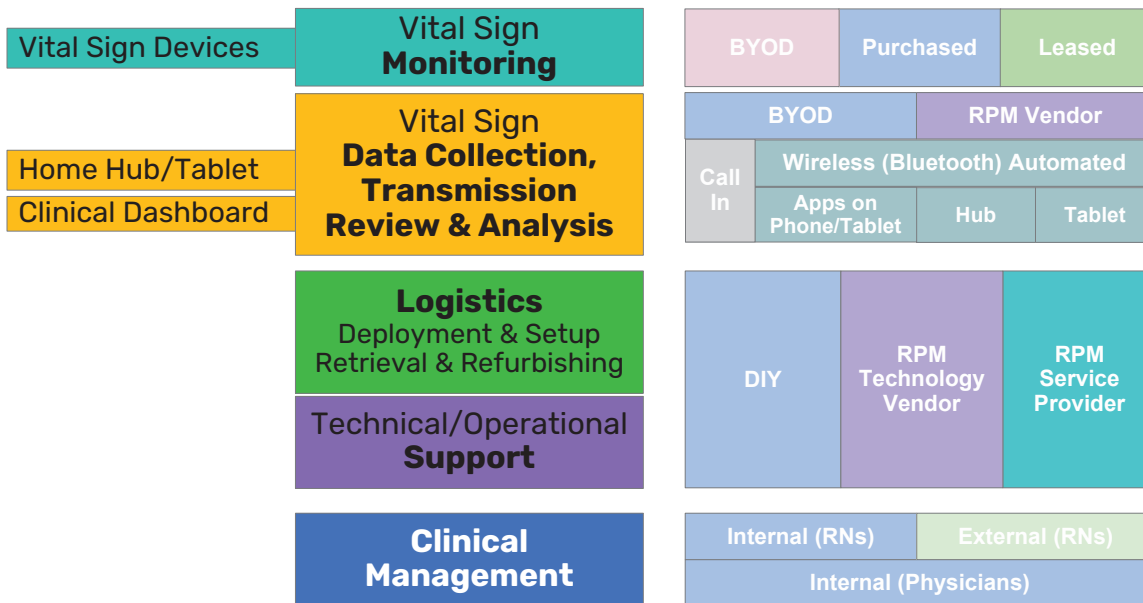 Vital Sign Devices
Vital Sign
Monitoring
BYOD
Purchased
Leased
Home Hub/Tablet
Clinical Dashboard
Vital Sign
Data Collection,
Transmission
Review & Analysis
BYOD
RPM Vendor
Call
In
Wireless (Bluetooth) Automated
Apps on
Phone/Tablet
Hub
Tablet
Logistics
Deployment & Setup
Retrieval & Refurbishing
Technical/Operational
Support
DIY
RPM
Technology
Vendor
RPM
Service
Provider
Clinical
Management
Internal (RNs)
External (RNs)
Internal (Physicians)